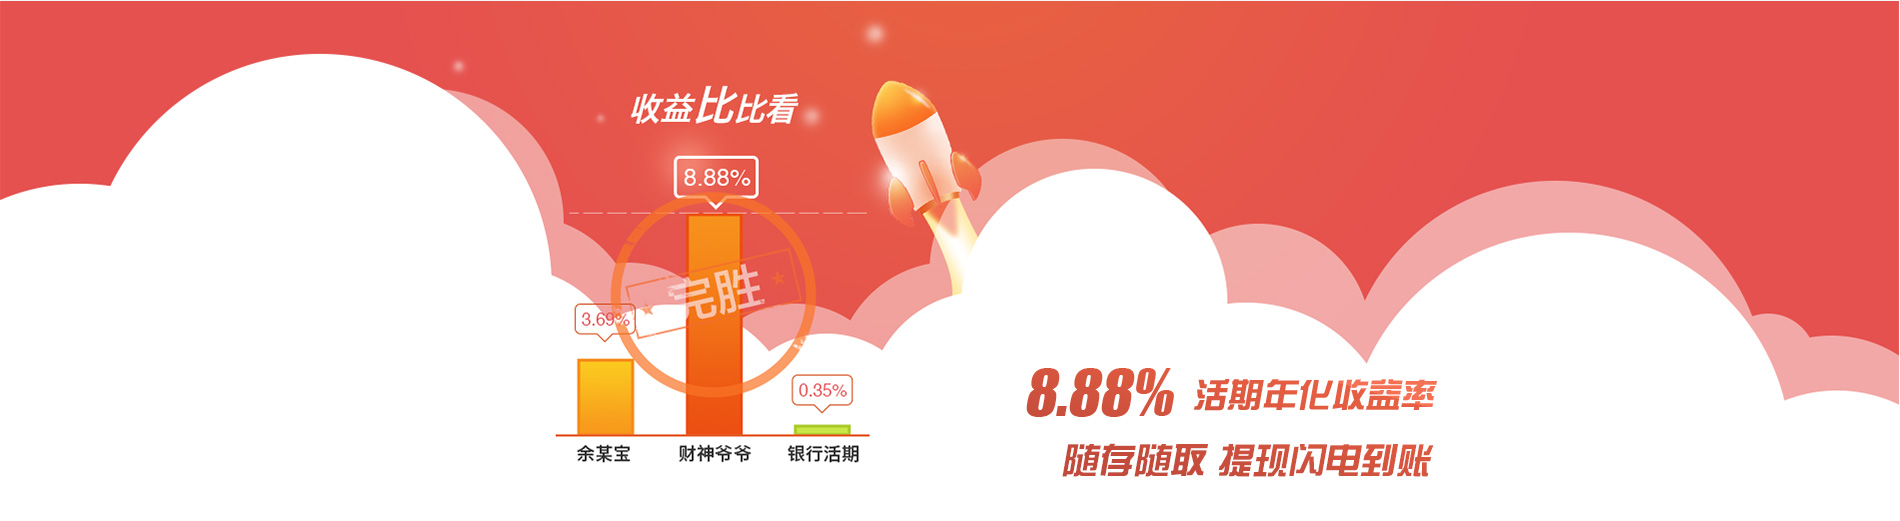 收益比比看
8.88%
完胜
3.69%
0.35%
余某宝 财神爷爷 银行活期
8.88% 活期年化收益率
随存随取 提现闪电到账